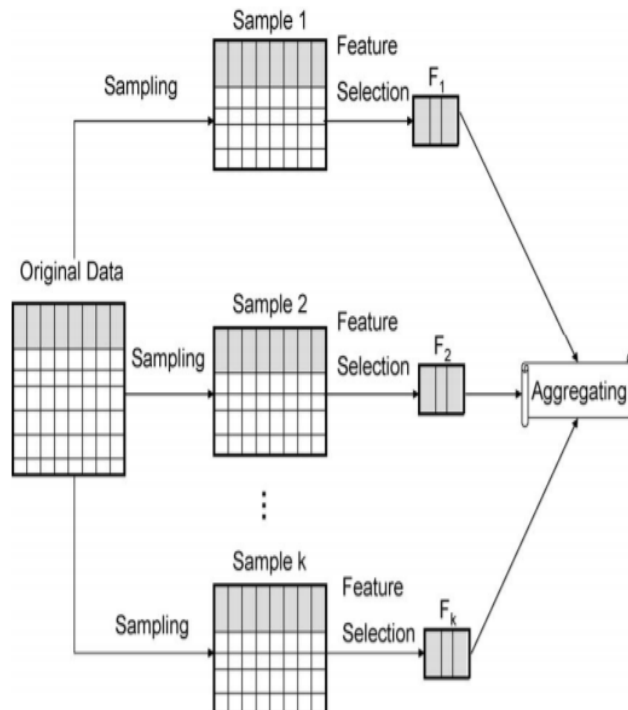 Sample 1
Feature
Selection
F1
Sampling
Original Data
Sample 2
Feature
Selection
F2
Sampling
Aggregating
⋮
Sample k
Feature
Selection
Fk
Sampling